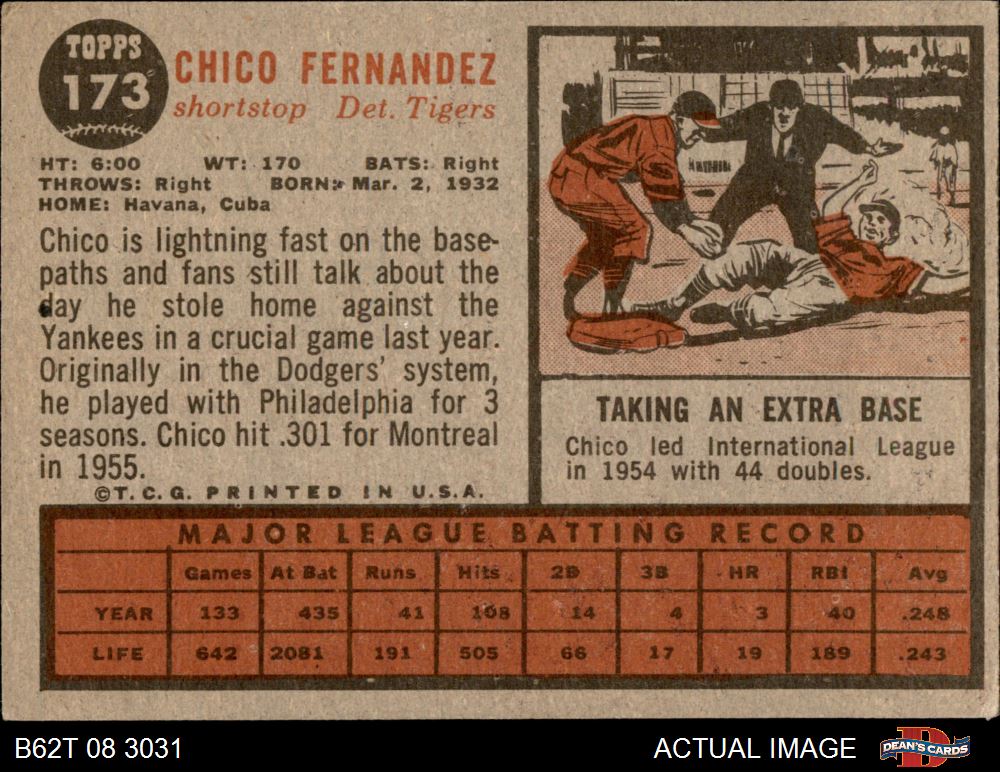 TOPPS
173
CHICO FERNANDEZ
shortstop Det. Tigers
HT: 6:00 WT: 170 BATS: Right
THROWS: Right BORN: Mar. 2, 1932
HOME: Havana, Cuba
Chico is lightning fast on the base-
paths and fans still talk about the
day he stole home against the
Yankees in a crucial game last year.
Originally in the Dodgers' system,
he played with Philadelphia for 3
seasons. Chico hit .301 for Montreal
in 1955.
©T.C.G. PRINTED IN U.S.A.
TAKING AN EXTRA BASE
Chico led International League
in 1954 with 44 doubles.
MAJOR LEAGUE BATTING RECORD
Games At Bat Runs Hits 2B 3B HR RBI Avg
YEAR 133 435 41 108 14 4 3 40 .248
LIFE 642 2081 191 505 66 17 19 189 .243
B62T 08 3031 ACTUAL IMAGE
D
DEAN'S CARDS